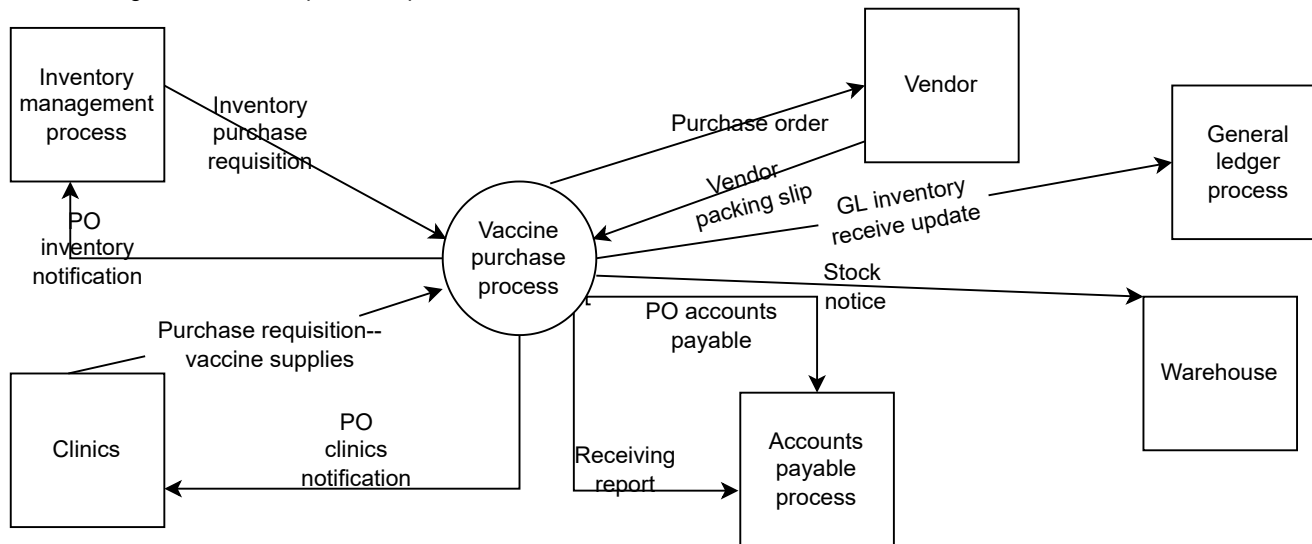 Inventory
management
process
Inventory
purchase
requisition
PO
inventory
notification
Vaccine
purchase
process
Purchase order
Vendor
Vendor
packing slip
GL inventory
receive update
General
ledger
process
Stock
notice
Warehouse
PO accounts
payable
Purchase requisition--
vaccine supplies
Clinics
PO
clinics
notification
Receiving
report
Accounts
payable
process